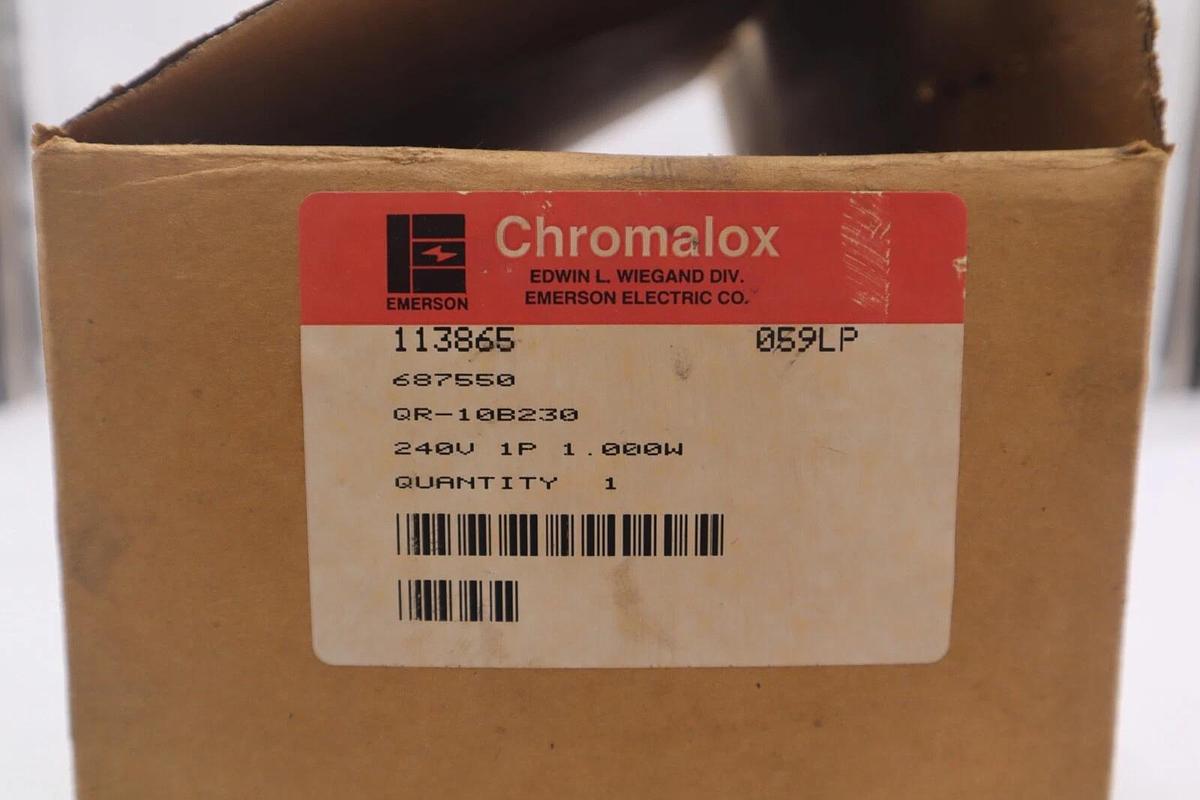 Chromalox
EDWIN L. WIEGAND DIV.
EMERSON ELECTRIC CO.
EMERSON
113865 059LP
687550
QR-10B230
240V 1P 1.000W
QUANTITY 1